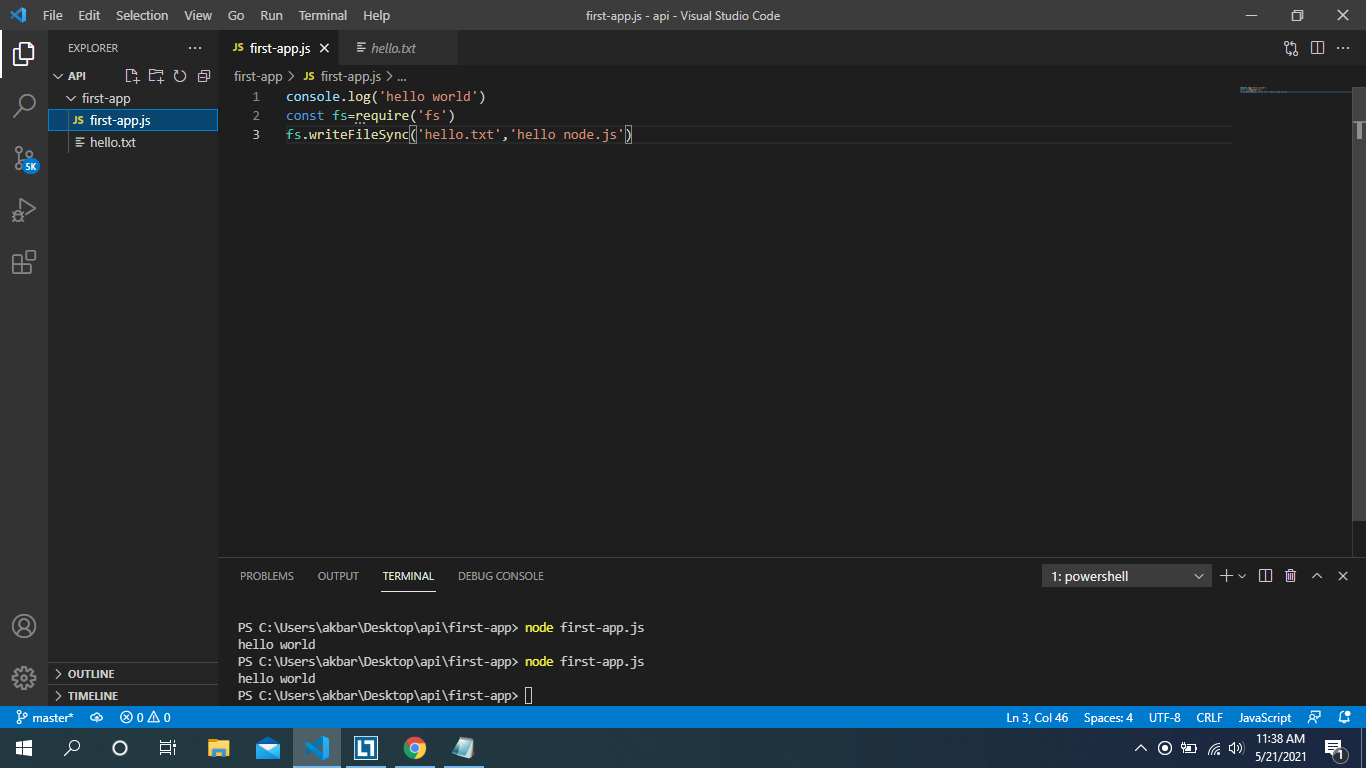 File Edit Selection View Go Run Terminal Help
first-app.js - api - Visual Studio Code
EXPLORER
API
first-app
JS first-app.js
hello.txt
5K
OUTLINE
TIMELINE
JS first-app.js
hello.txt
first-app > JS first-app.js > ...
1 console.log('hello world')
2 const fs=require('fs')
3 fs.writeFileSync('hello.txt','hello node.js')
PROBLEMS OUTPUT TERMINAL DEBUG CONSOLE
1: powershell
PS C:\Users\akbar\Desktop\api\first-app> node first-app.js
hello world
PS C:\Users\akbar\Desktop\api\first-app> node first-app.js
hello world
PS C:\Users\akbar\Desktop\api\first-app>
master* 0 0
Ln 3, Col 46 Spaces: 4 UTF-8 CRLF JavaScript
11:38 AM
5/21/2021
1